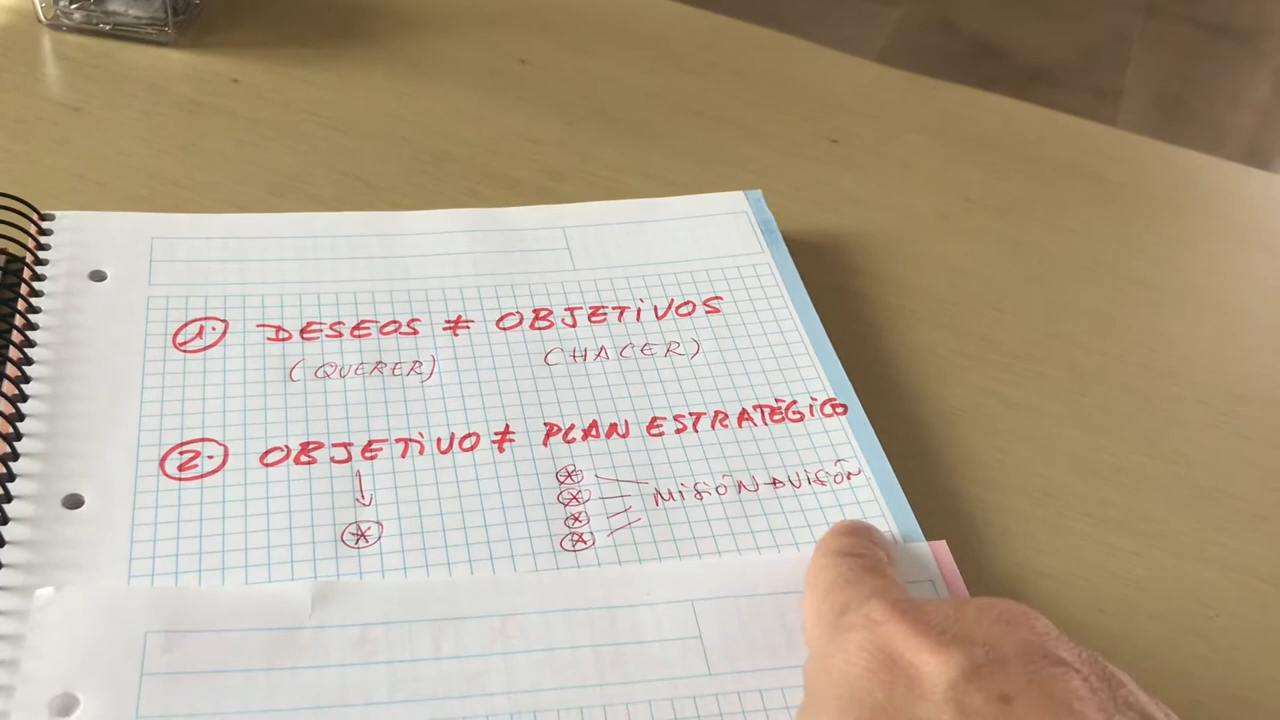 1. DESEOS ≠ OBJETIVOS
(QUERER) (HACER)
2. OBJETIVO ≠ PLAN ESTRATÉGICO
MISIÓN → VISIÓN